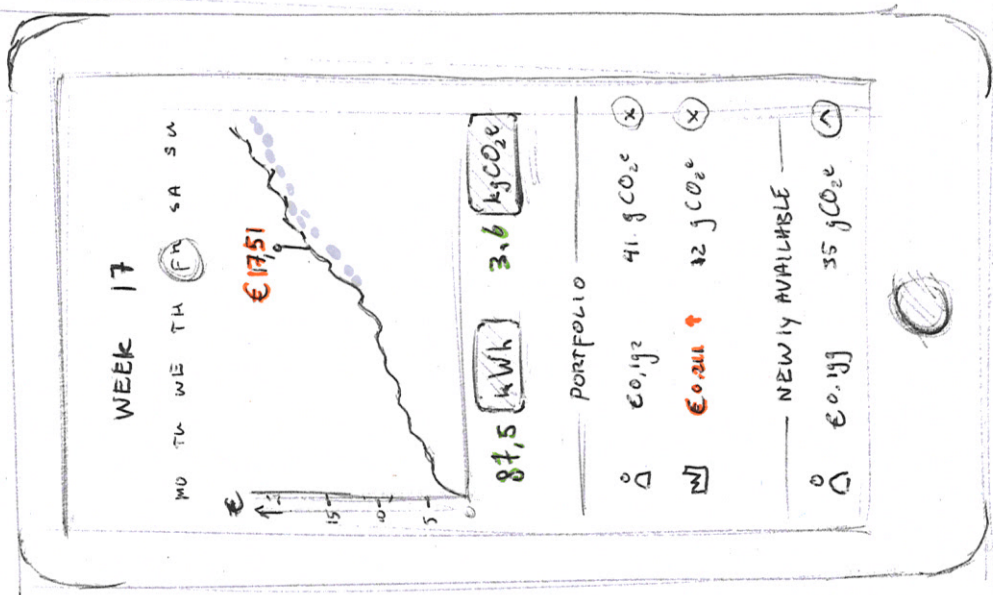 WEEK 17
MO TU WE TH FR SA SU
€
€ 17,51
15
10
5
0
87,5 kWh 3.6 kgCO₂e
PORTFOLIO
€0,192 41. gCO₂e x
€0.211 ↑ 32 gCO₂e x
NEWLY AVAILABLE
€0.199 35 gCO₂e